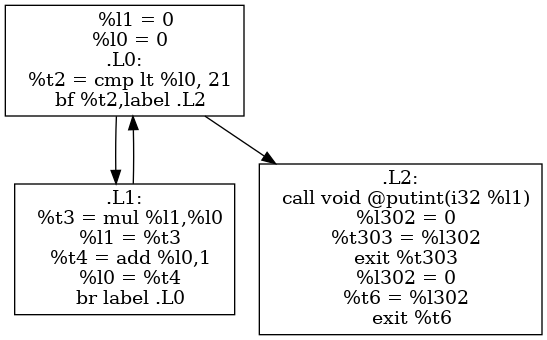 %l1 = 0
%l0 = 0
.L0:
%t2 = cmp lt %l0, 21
bf %t2,label .L2
.L1:
%t3 = mul %l1,%l0
%l1 = %t3
%t4 = add %l0,1
%l0 = %t4
br label .L0
.L2:
call void @putint(i32 %l1)
%l302 = 0
%t303 = %l302
exit %t303
%l302 = 0
%t6 = %l302
exit %t6